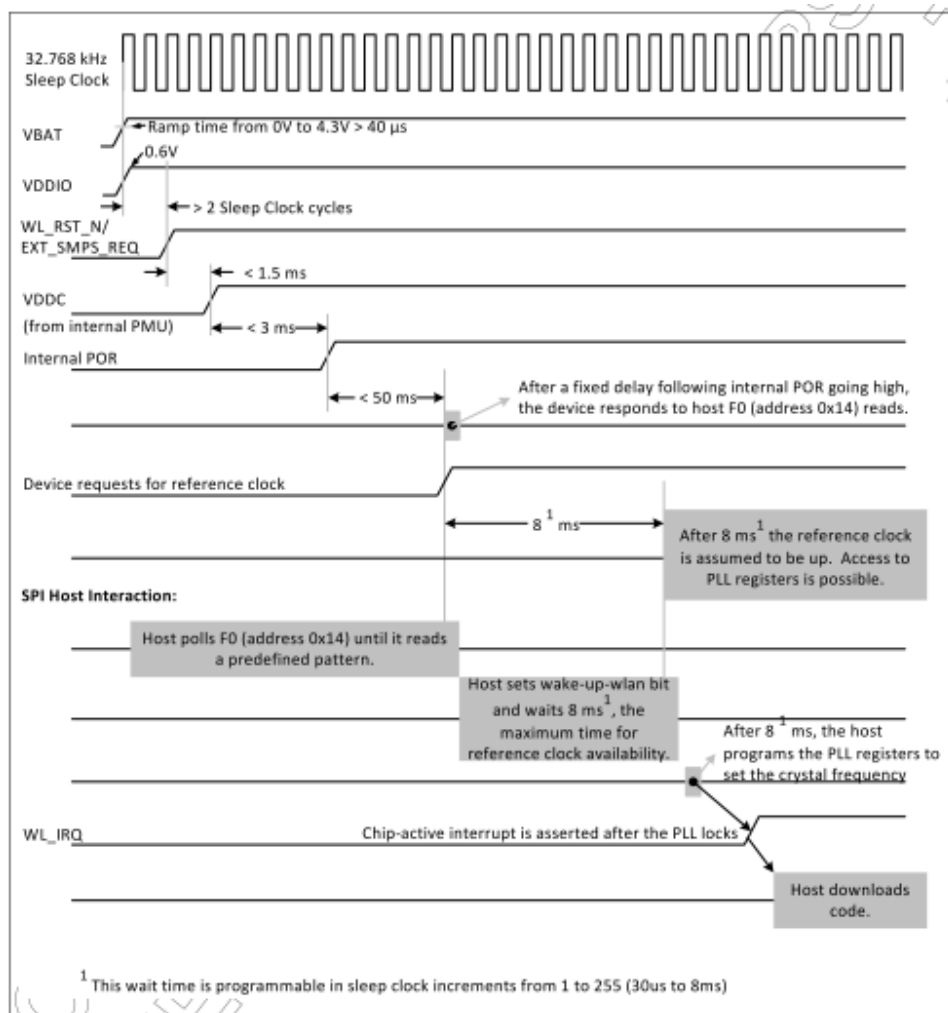 32.768 kHz
Sleep Clock
VBAT
Ramp time from 0V to 4.3V > 40 µs
0.6V
VDDIO
> 2 Sleep Clock cycles
WL_RST_N/
EXT_SMPS_REQ
< 1.5 ms
VDDC
(from internal PMU)
< 3 ms
Internal POR
< 50 ms
After a fixed delay following internal POR going high,
the device responds to host F0 (address 0x14) reads.
Device requests for reference clock
8 1 ms
After 8 ms1 the reference clock
is assumed to be up. Access to
PLL registers is possible.
SPI Host Interaction:
Host polls F0 (address 0x14) until it reads
a predefined pattern.
Host sets wake-up-wlan bit
and waits 8 ms1, the
maximum time for
reference clock availability.
After 8 1 ms, the host
programs the PLL registers to
set the crystal frequency
WL_IRQ
Chip-active interrupt is asserted after the PLL locks
Host downloads
code.
1 This wait time is programmable in sleep clock increments from 1 to 255 (30us to 8ms)